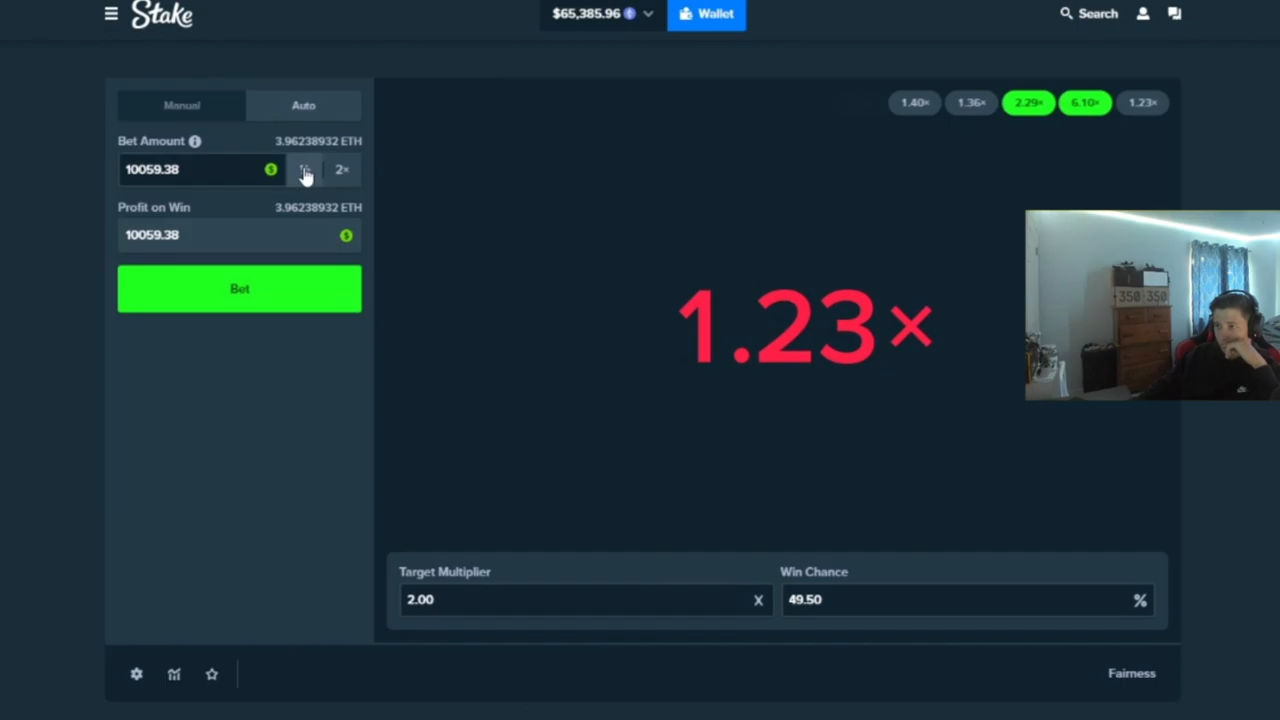 Stake
$65,385.96
Wallet
Search
Manual
Auto
1.40×
1.36×
2.29×
6.10×
1.23×
Bet Amount
3.96238932 ETH
10059.38
2×
Profit on Win
3.96238932 ETH
10059.38
Bet
1.23×
-350-350
Target Multiplier
Win Chance
2.00
X
49.50
%
Fairness